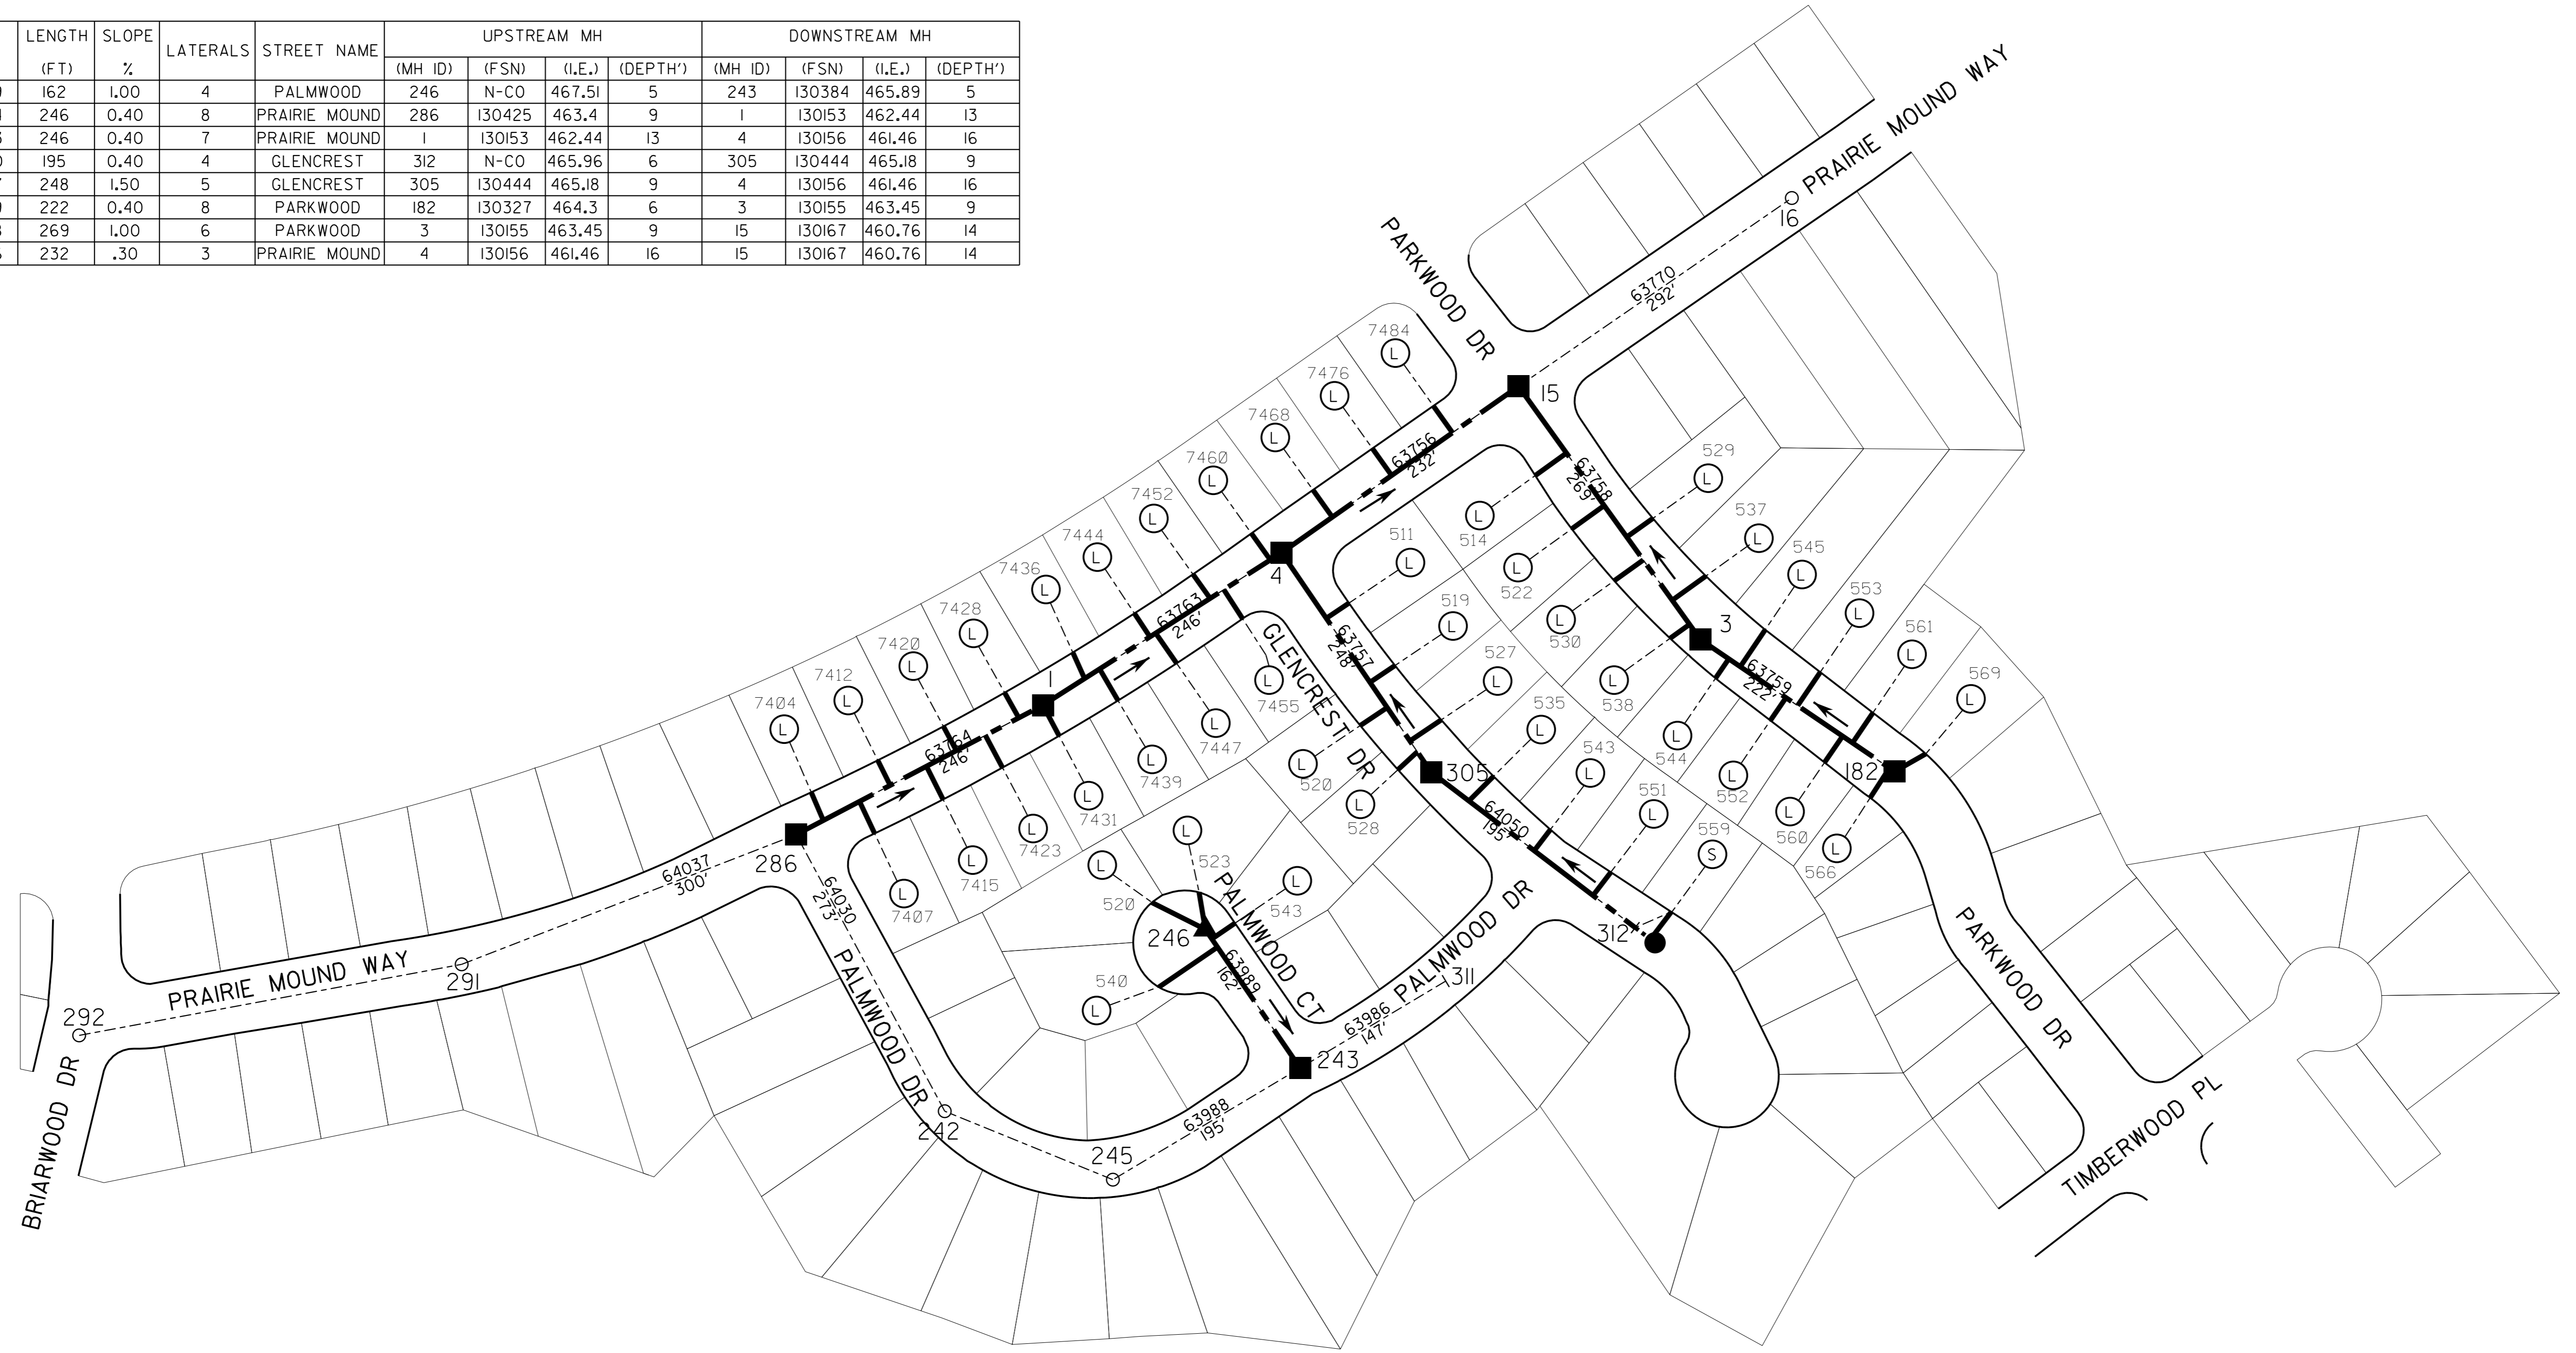 LENGTH SLOPE LATERALS STREET NAME UPSTREAM MH DOWNSTREAM MH
(FT) % (MH ID) (FSN) (I.E.) (DEPTH') (MH ID) (FSN) (I.E.) (DEPTH')
162 1.00 4 PALMWOOD 246 N-CO 467.51 5 243 130384 465.89 5
246 0.40 8 PRAIRIE MOUND 286 130425 463.4 9 1 130153 462.44 13
246 0.40 7 PRAIRIE MOUND 1 130153 462.44 13 4 130156 461.46 16
195 0.40 4 GLENCREST 312 N-CO 465.96 6 305 130444 465.18 9
248 1.50 5 GLENCREST 305 130444 465.18 9 4 130156 461.46 16
222 0.40 8 PARKWOOD 182 130327 464.3 6 3 130155 463.45 9
269 1.00 6 PARKWOOD 3 130155 463.45 9 15 130167 460.76 14
232 .30 3 PRAIRIE MOUND 4 130156 461.46 16 15 130167 460.76 14
PRAIRIE MOUND WAY
16
63770
292'
PARKWOOD DR
15
7484
L
7476
L
7468
L
7460
L
7452
L
7444
L
7436
L
7428
L
7420
L
7412
L
7404
L
63756
232'
4
63763
246'
1
63764
246'
286
64037
300'
291
PRAIRIE MOUND WAY
292
BRIARWOOD DR
64030
273'
PALMWOOD DR
242
245
63988
195'
243
L
7407
L
7415
L
7423
L
7431
L
7439
L
7447
L
7455
GLENCREST DR
63757
248'
511
L
519
L
527
L
535
L
543
L
551
L
559
S
L
520
L
528
305
64050
195'
312
L
523
L
520
L
543
540
L
246
PALMWOOD CT
63989
162'
63986
147'
PALMWOOD DR
311
63758
269'
529
L
537
L
545
L
553
L
561
L
569
L
L
514
L
522
L
530
L
538
L
544
L
552
L
560
L
566
3
63759
222'
182
PARKWOOD DR
TIMBERWOOD PL